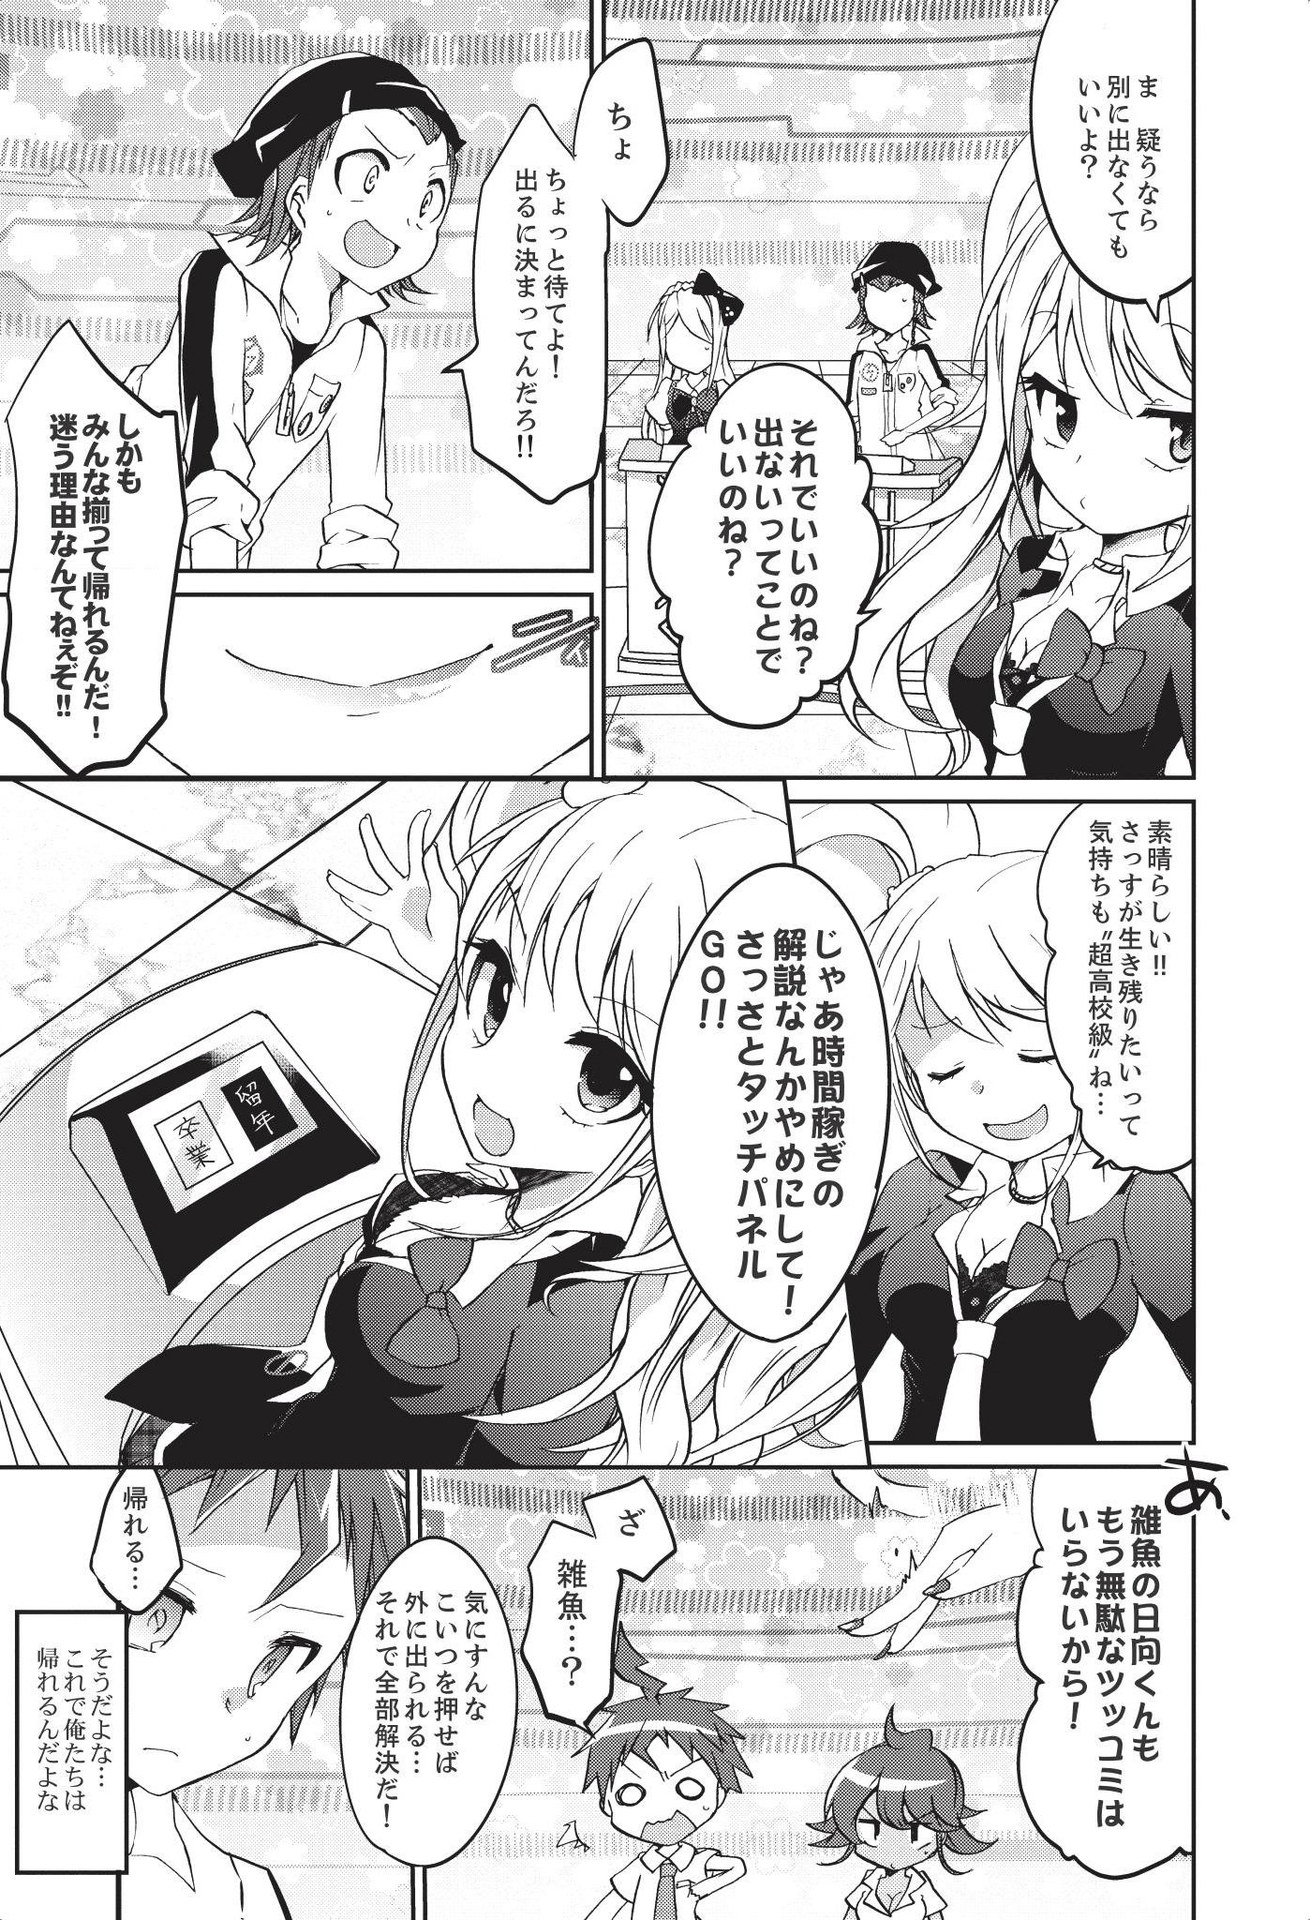 ま 疑うなら
別に出なくても
いいよ？
それでいいのね？
出ないってことで
いいのね？
ちょ
ちょっと待てよ！
出るに決まってんだろ!!
しかも
みんな揃って帰れるんだ！
迷う理由なんてねぇぞ!!
ニィ
素晴らしい!!
さっすが生き残りたいって
気持ちも〝超高校級〟ね…
じゃあ時間稼ぎの
解説なんかやめにして！
さっさとタッチパネル
GO!!
留年
卒業
あ、
雑魚の日向くんも
もう無駄なツッコミは
いらないから！
ざ
雑魚…？
気にすんな
こいつを押せば
外に出られる…
それで全部解決だ！
帰れる…
そうだよな…
これで俺たちは
帰れるんだよな